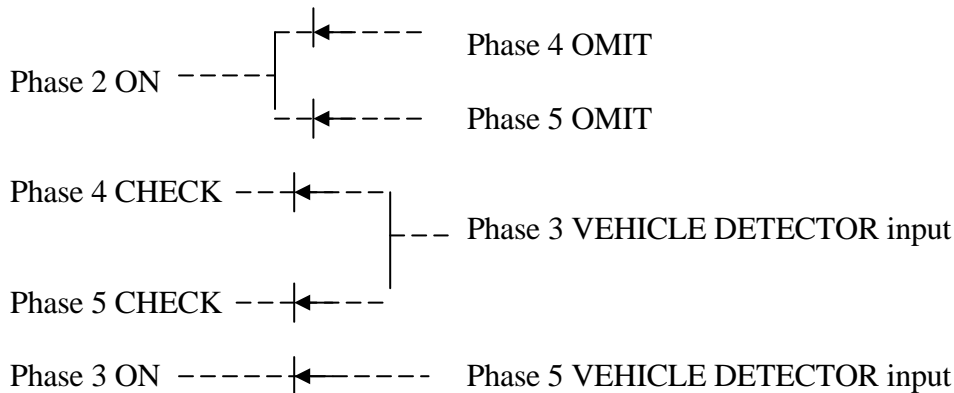 Phase 4 OMIT
Phase 2 ON
Phase 5 OMIT
Phase 4 CHECK
Phase 3 VEHICLE DETECTOR input
Phase 5 CHECK
Phase 3 ON
Phase 5 VEHICLE DETECTOR input